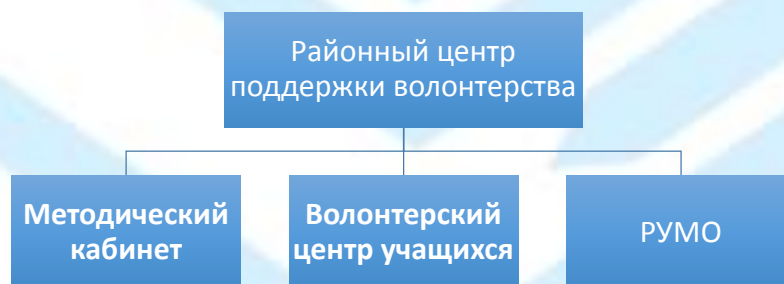 Районный центр
поддержки волонтерства
Методический
кабинет
Волонтерский
центр учащихся
РУМО